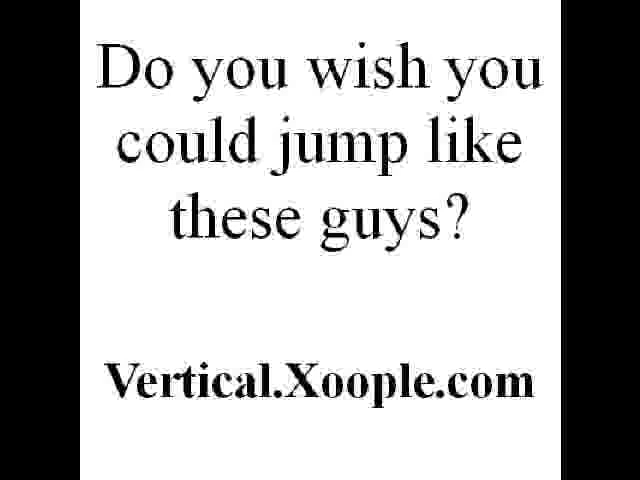 Do you wish you
could jump like
these guys?
Vertical.Xoople.com